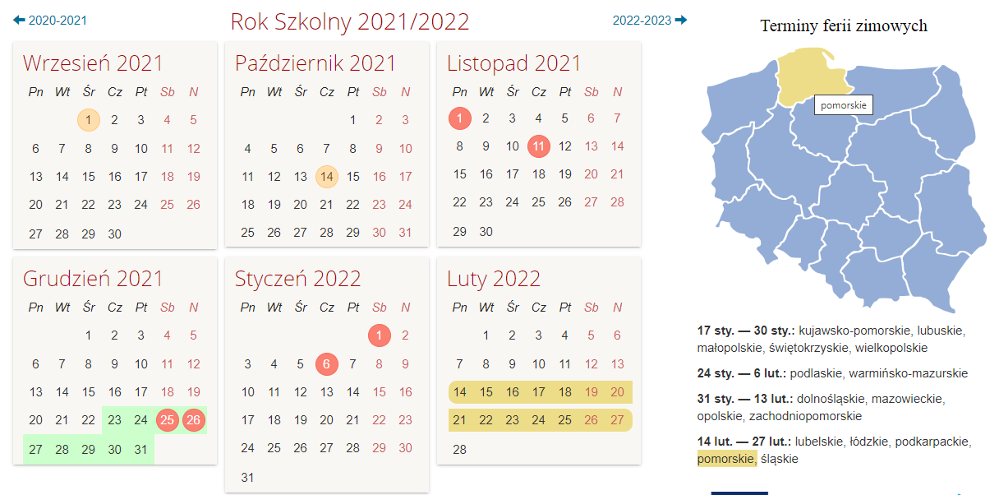 2020-2021
Rok Szkolny 2021/2022
2022-2023
Wrzesień 2021
Pn Wt Śr Cz Pt Sb N
1 2 3 4 5
6 7 8 9 10 11 12
13 14 15 16 17 18 19
20 21 22 23 24 25 26
27 28 29 30
Październik 2021
Pn Wt Śr Cz Pt Sb N
1 2 3
4 5 6 7 8 9 10
11 12 13 14 15 16 17
18 19 20 21 22 23 24
25 26 27 28 29 30 31
Listopad 2021
Pn Wt Śr Cz Pt Sb N
1 2 3 4 5 6 7
8 9 10 11 12 13 14
15 16 17 18 19 20 21
22 23 24 25 26 27 28
29 30
Grudzień 2021
Pn Wt Śr Cz Pt Sb N
1 2 3 4 5
6 7 8 9 10 11 12
13 14 15 16 17 18 19
20 21 22 23 24 25 26
27 28 29 30 31
Styczeń 2022
Pn Wt Śr Cz Pt Sb N
1 2
3 4 5 6 7 8 9
10 11 12 13 14 15 16
17 18 19 20 21 22 23
24 25 26 27 28 29 30
31
Luty 2022
Pn Wt Śr Cz Pt Sb N
1 2 3 4 5 6
7 8 9 10 11 12 13
14 15 16 17 18 19 20
21 22 23 24 25 26 27
28
Terminy ferii zimowych
pomorskie
17 sty. — 30 sty.: kujawsko-pomorskie, lubuskie,
małopolskie, świętokrzyskie, wielkopolskie
24 sty. — 6 lut.: podlaskie, warmińsko-mazurskie
31 sty. — 13 lut.: dolnośląskie, mazowieckie,
opolskie, zachodniopomorskie
14 lut. — 27 lut.: lubelskie, łódzkie, podkarpackie,
pomorskie, śląskie